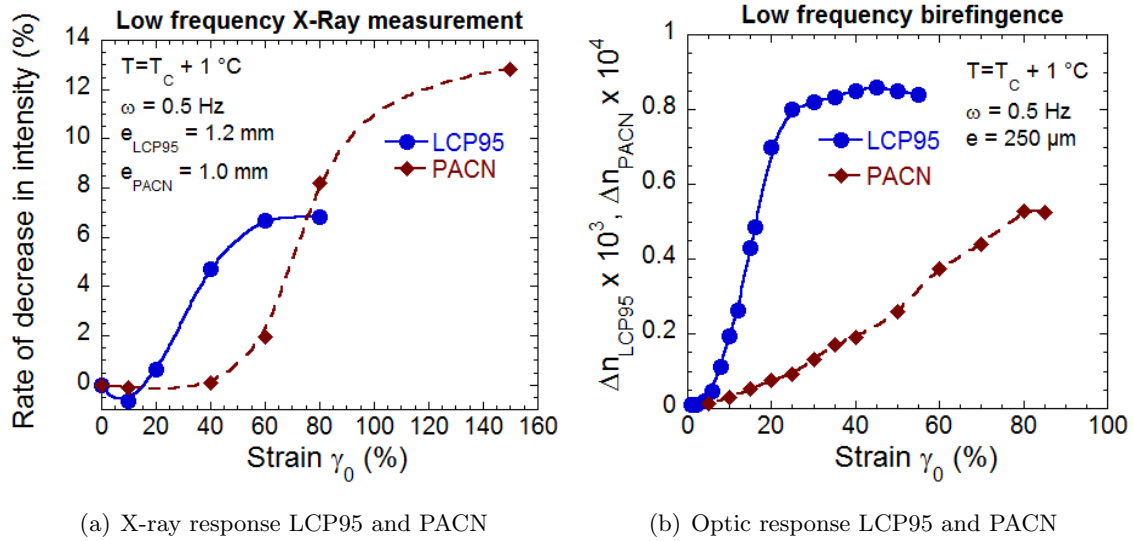 Low frequency X-Ray measurement
Rate of decrease in intensity (%)
14
12
10
8
6
4
2
0
T=T_C + 1 °C
ω = 0.5 Hz
e_LCP95 = 1.2 mm
e_PACN = 1.0 mm
LCP95
PACN
0 20 40 60 80 100 120 140 160
Strain γ_0 (%)
(a) X-ray response LCP95 and PACN
Low frequency birefingence
Δn_LCP95 x 10^3, Δn_PACN x 10^4
1
0.8
0.6
0.4
0.2
0
T=T_C + 1 °C
ω = 0.5 Hz
e = 250 µm
LCP95
PACN
0 20 40 60 80 100
Strain γ_0 (%)
(b) Optic response LCP95 and PACN